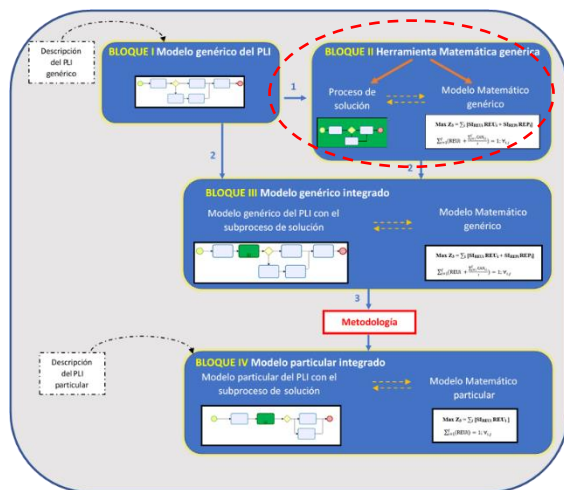 Descripción
del PLI
genérico
BLOQUE I Modelo genérico del PLI
1
BLOQUE II Herramienta Matemática genérica
Proceso de
solución
Modelo Matemático
genérico
2
2
BLOQUE III Modelo genérico integrado
Modelo genérico del PLI con el
subproceso de solución
Modelo Matemático
genérico
3
Metodología
Descripción
del PLI
particular
BLOQUE IV Modelo particular integrado
Modelo particular del PLI con el
subproceso de solución
Modelo Matemático
particular